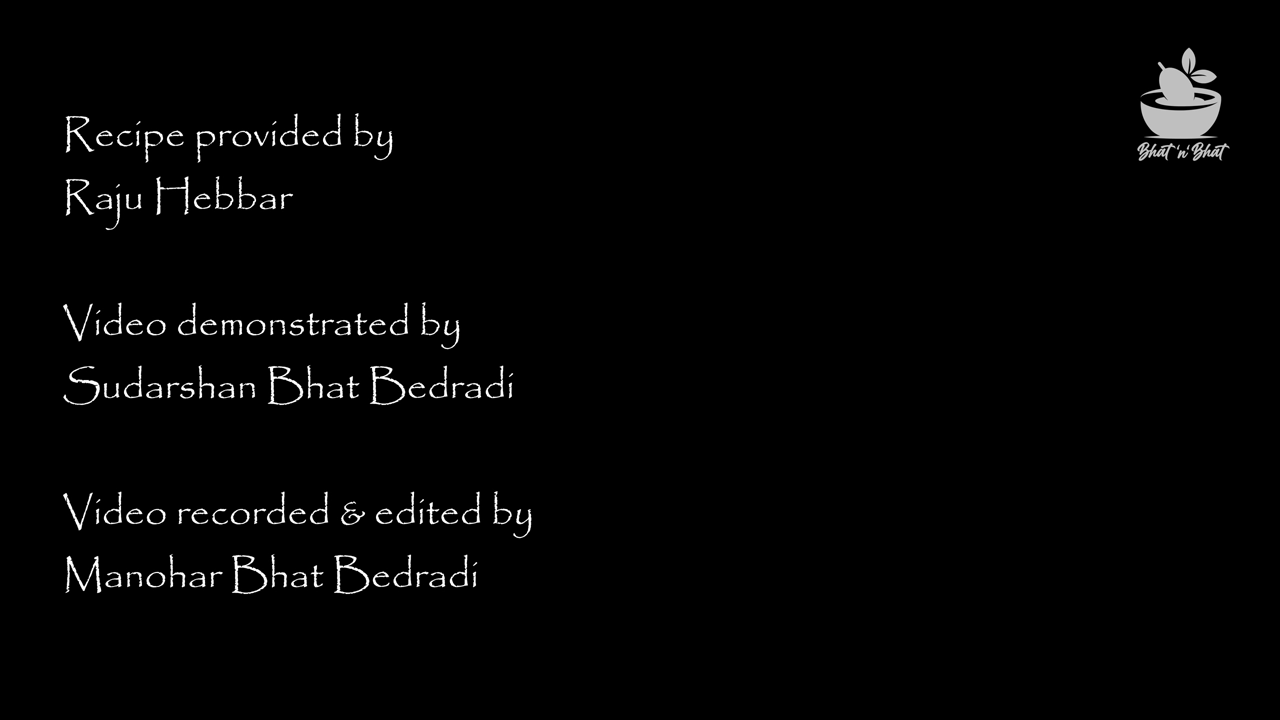 Recipe provided by
Raju Hebbar
Video demonstrated by
Sudarshan Bhat Bedradi
Video recorded & edited by
Manohar Bhat Bedradi
Bhat 'n' Bhat